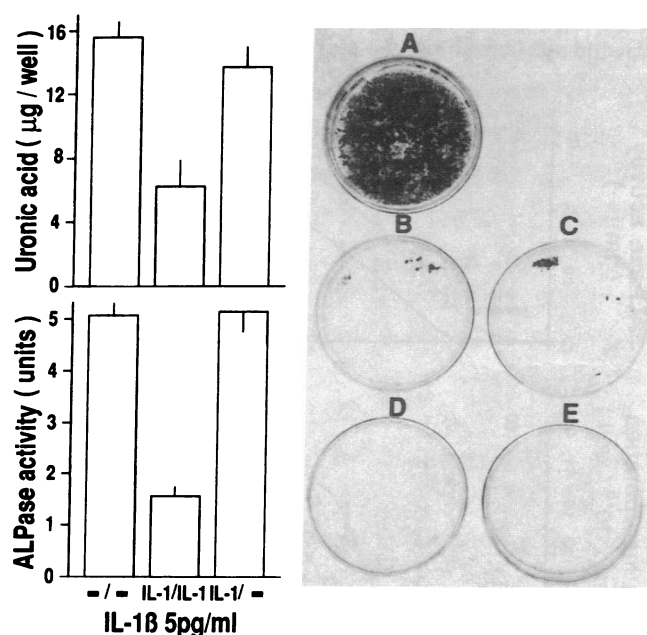 Uronic acid ( µg / well )
16
12
8
4
0
ALPase activity ( units )
5
4
3
2
1
0
- / - IL-1/IL-1 IL-1/ -
IL-1ß 5pg/ml
A
B
C
D
E